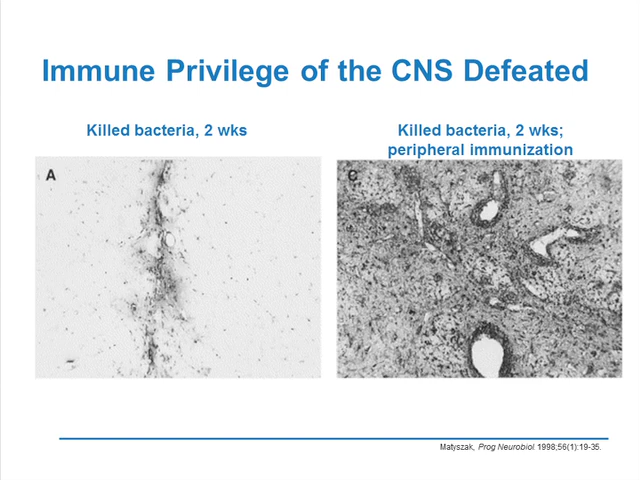 Immune Privilege of the CNS Defeated
Killed bacteria, 2 wks
Killed bacteria, 2 wks;
peripheral immunization
A
C
Matyszak, Prog Neurobiol 1998;56(1):19-35.